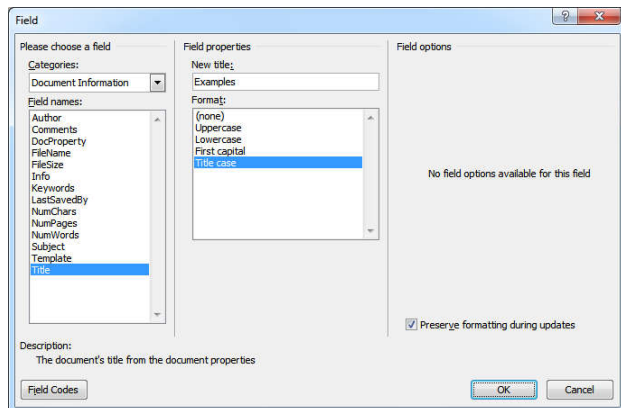 Field
Please choose a field
Categories:
Document Information
Field names:
Author
Comments
DocProperty
FileName
FileSize
Info
Keywords
LastSavedBy
NumChars
NumPages
NumWords
Subject
Template
Title
Field properties
New title:
Examples
Format:
(none)
Uppercase
Lowercase
First capital
Title case
Field options
No field options available for this field
Preserve formatting during updates
Description:
The document's title from the document properties
Field Codes
OK
Cancel